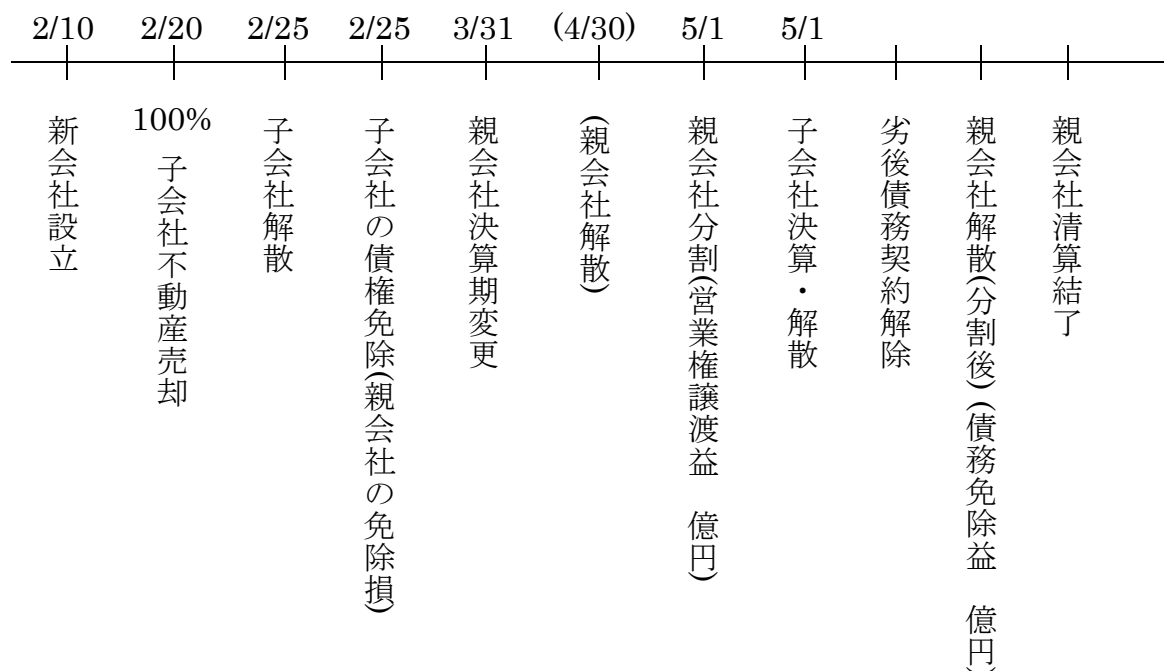 2/10
2/20
2/25
2/25
3/31
(4/30)
5/1
5/1
新会社設立
100%
子会社不動産売却
子会社解散
子会社の債権免除(親会社の免除損)
親会社決算期変更
(親会社解散)
親会社分割(営業権譲渡益　億円)
子会社決算・解散
劣後債務契約解除
親会社解散(分割後)(債務免除益　億円)
親会社清算結了